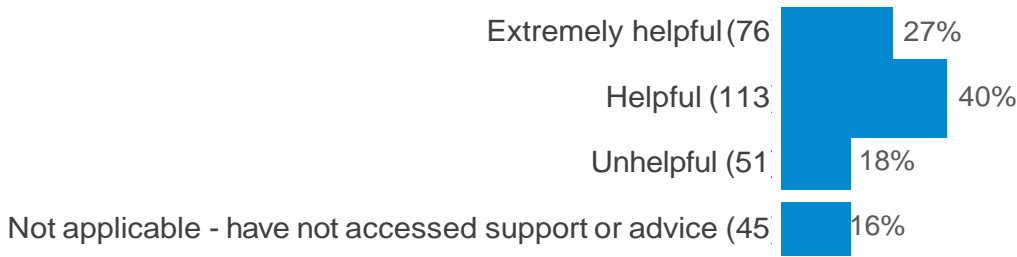 Extremely helpful (76) 27%
Helpful (113) 40%
Unhelpful (51) 18%
Not applicable - have not accessed support or advice (45) 16%